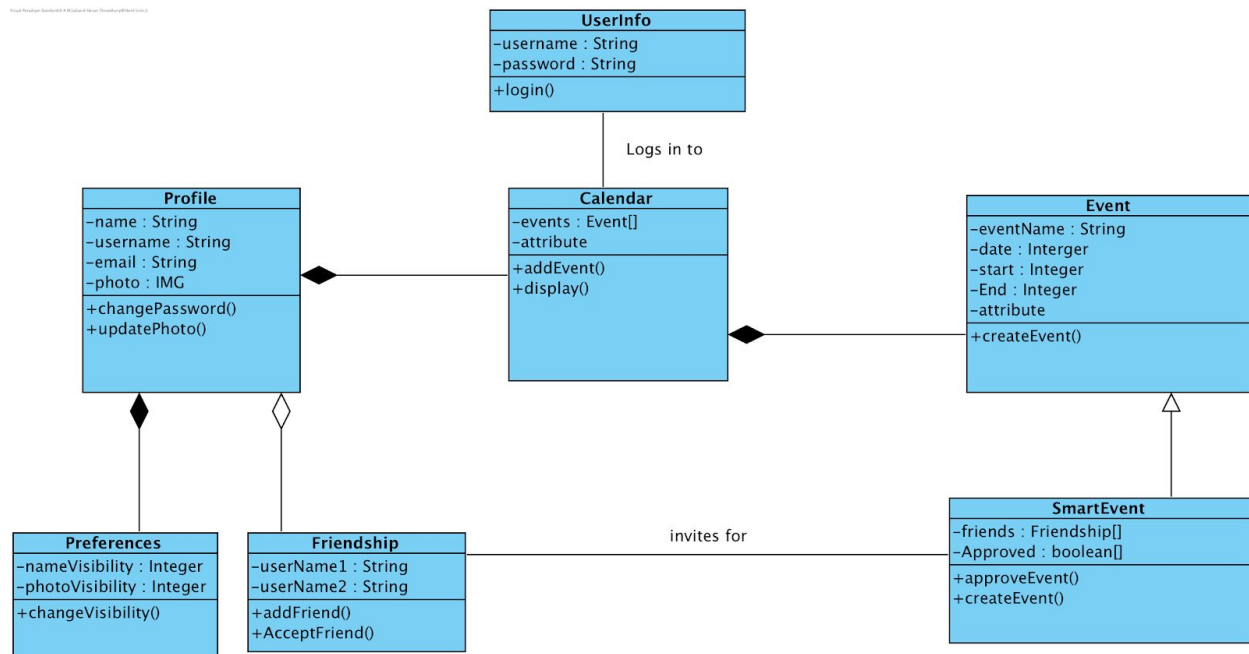 UserInfo
-username : String
-password : String
+login()
Logs in to
Profile
-name : String
-username : String
-email : String
-photo : IMG
+changePassword()
+updatePhoto()
Calendar
-events : Event[]
-attribute
+addEvent()
+display()
Event
-eventName : String
-date : Interger
-start : Integer
-End : Integer
-attribute
+createEvent()
Preferences
-nameVisibility : Integer
-photoVisibility : Integer
+changeVisibility()
Friendship
-userName1 : String
-userName2 : String
+addFriend()
+AcceptFriend()
invites for
SmartEvent
-friends : Friendship[]
-Approved : boolean[]
+approveEvent()
+createEvent()